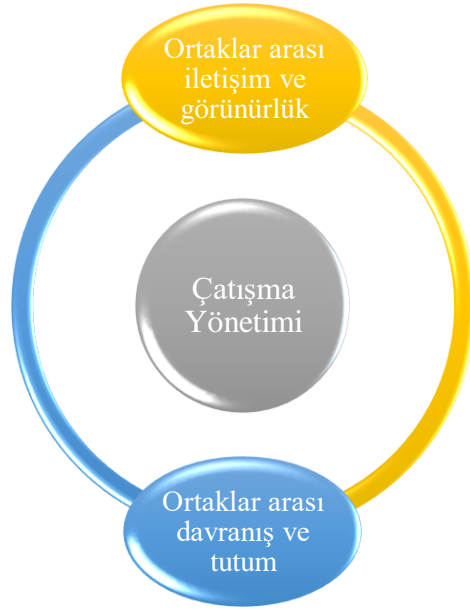 Ortaklar arası
iletişim ve
görünürlük
Çatışma
Yönetimi
Ortaklar arası
davranış ve
tutum